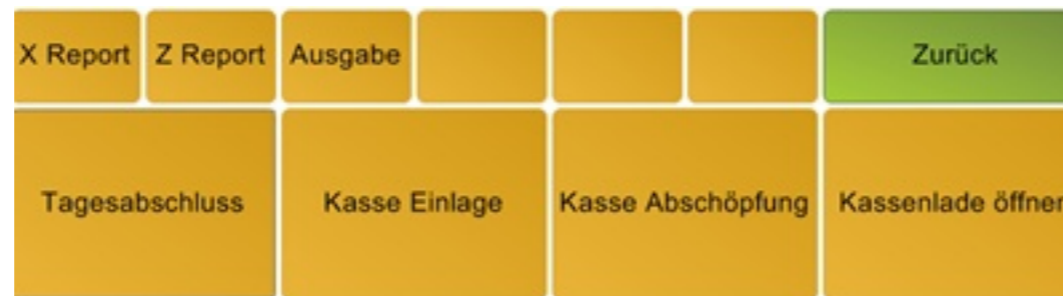 X Report
Z Report
Ausgabe
Zurück
Tagesabschluss
Kasse Einlage
Kasse Abschöpfung
Kassenlade öffnen